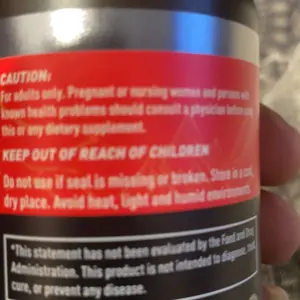 CAUTION:
For adults only. Pregnant or nursing women and persons with
known health problems should consult a physician before using
this or any dietary supplement.
KEEP OUT OF REACH OF CHILDREN
Do not use if seal is missing or broken. Store in a cool,
dry place. Avoid heat, light and humid environments.
*This statement has not been evaluated by the Food and Drug
Administration. This product is not intended to diagnose, treat,
cure, or prevent any disease.